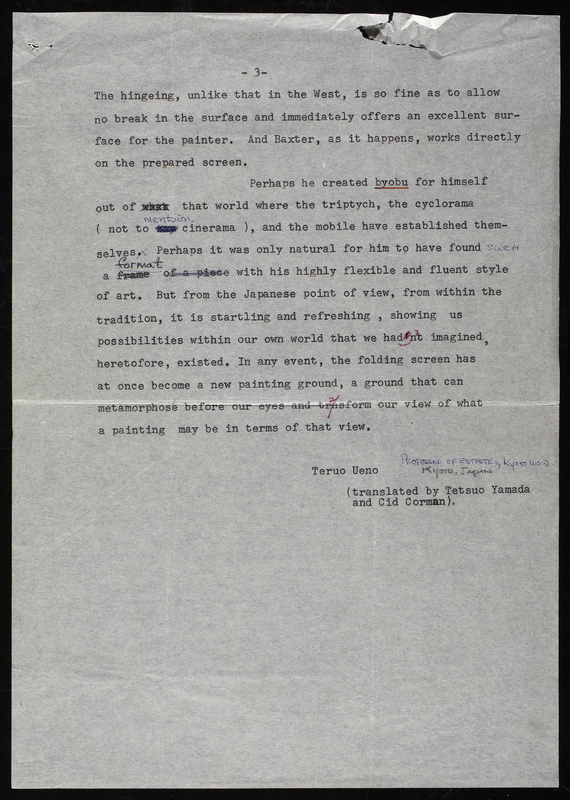 - 3-
The hingeing, unlike that in the West, is so fine as to allow
no break in the surface and immediately offers an excellent sur-
face for the painter. And Baxter, as it happens, works directly
on the prepared screen.
Perhaps he created byobu for himself
out of that world where the triptych, the cyclorama
( not to mention cinerama ), and the mobile have established them-
selves. Perhaps it was only natural for him to have found such
a frame format of a piece with his highly flexible and fluent style
of art. But from the Japanese point of view, from within the
tradition, it is startling and refreshing , showing us
possibilities within our own world that we hadn't imagined,
heretofore, existed. In any event, the folding screen has
at once become a new painting ground, a ground that can
metamorphose before our eyes and transform our view of what
a painting may be in terms of that view.
Teruo Ueno Professor of Esthetics, Kyoto Univ.
Kyoto, Japan
(translated by Tetsuo Yamada
and Cid Corman).